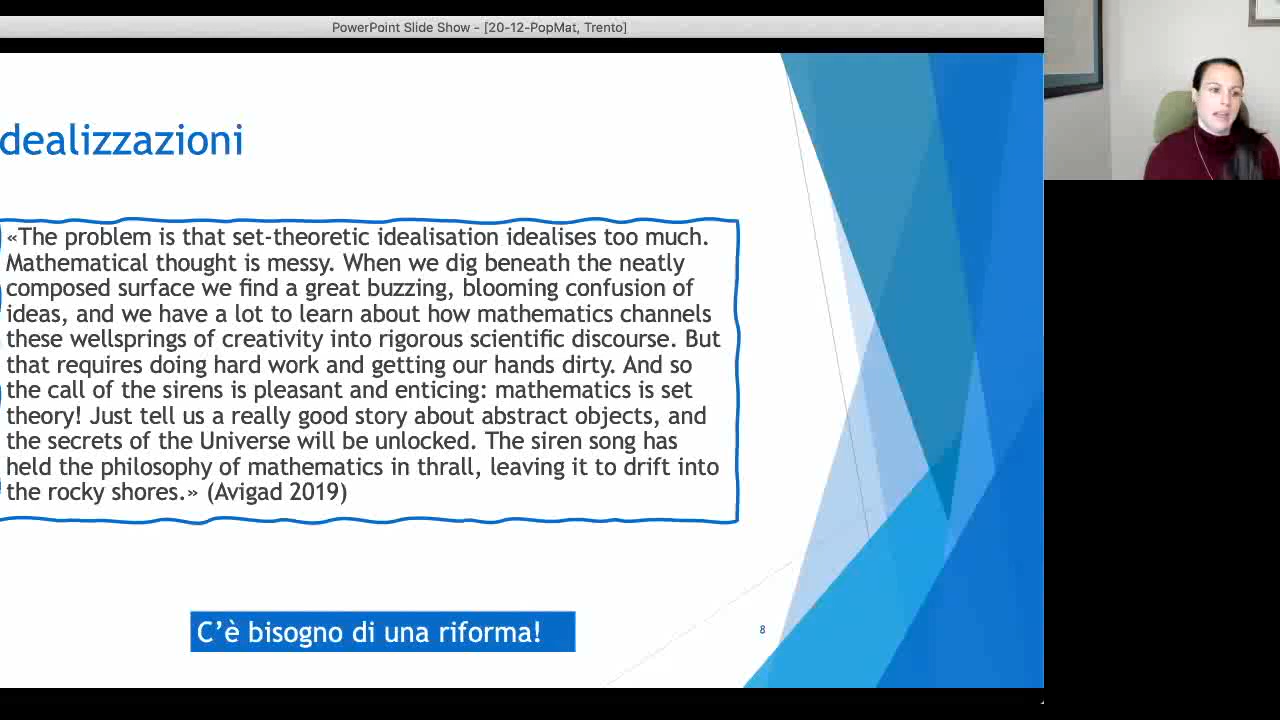 PowerPoint Slide Show - [20-12-PopMat, Trento]
dealizzazioni
«The problem is that set-theoretic idealisation idealises too much.
Mathematical thought is messy. When we dig beneath the neatly
composed surface we find a great buzzing, blooming confusion of
ideas, and we have a lot to learn about how mathematics channels
these wellsprings of creativity into rigorous scientific discourse. But
that requires doing hard work and getting our hands dirty. And so
the call of the sirens is pleasant and enticing: mathematics is set
theory! Just tell us a really good story about abstract objects, and
the secrets of the Universe will be unlocked. The siren song has
held the philosophy of mathematics in thrall, leaving it to drift into
the rocky shores.» (Avigad 2019)
C’è bisogno di una riforma!
8